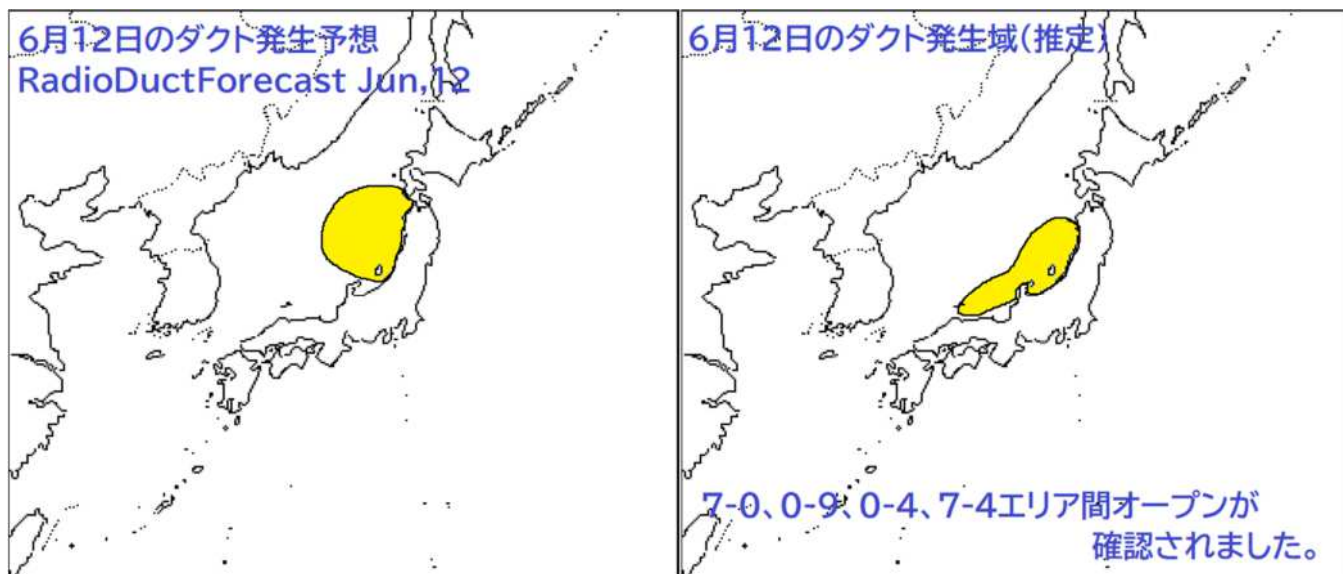 6月12日のダクト発生予想
RadioDuctForecast Jun,12
6月12日のダクト発生域(推定)
7-0、0-9、0-4、7-4エリア間オープンが
確認されました。